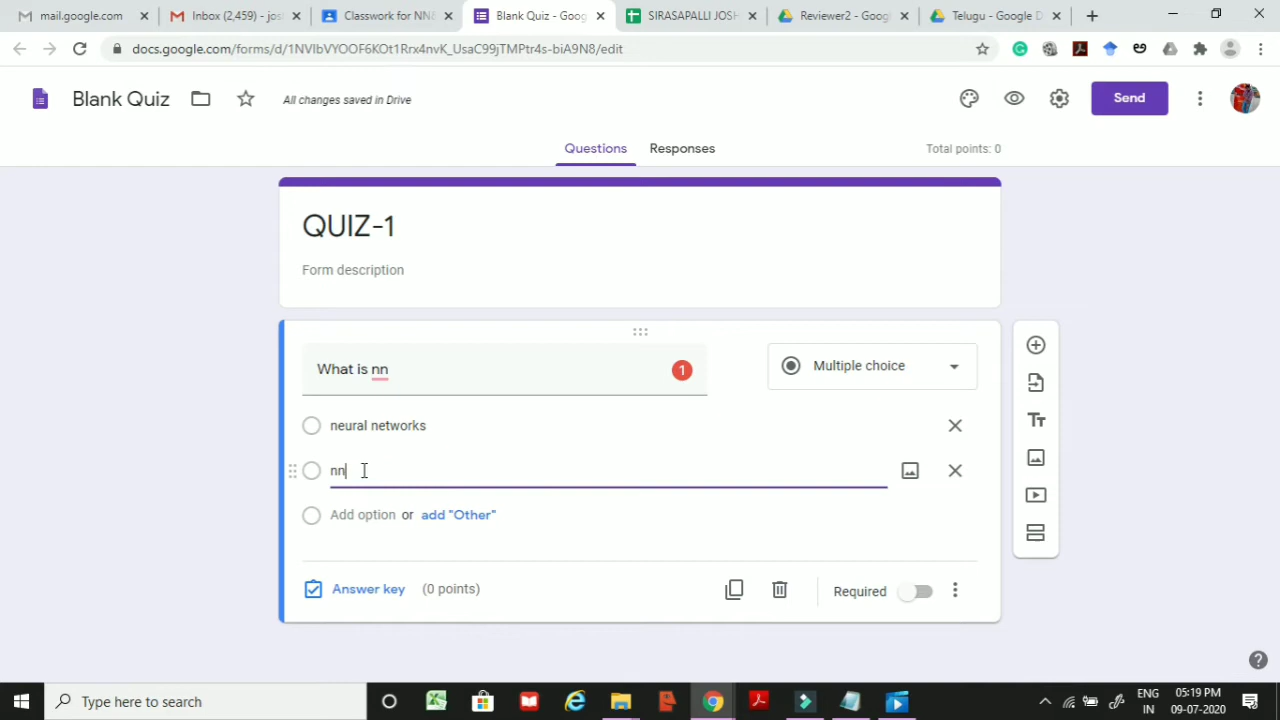 mail.google.com
Inbox (2,459) - jos
Classwork for NN&
Blank Quiz - Goog
SIRASAPALLI JOSH
Reviewer2 - Googl
Telugu - Google D
docs.google.com/forms/d/1NVIbVYOOF6KOt1Rrx4nvK_UsaC99jTMPtr4s-biA9N8/edit
Blank Quiz
All changes saved in Drive
Send
Questions
Responses
Total points: 0
QUIZ-1
Form description
What is nn
1
Multiple choice
neural networks
nn
Add option or add "Other"
Answer key (0 points)
Required
Type here to search
ENG
05:19 PM
IN
09-07-2020